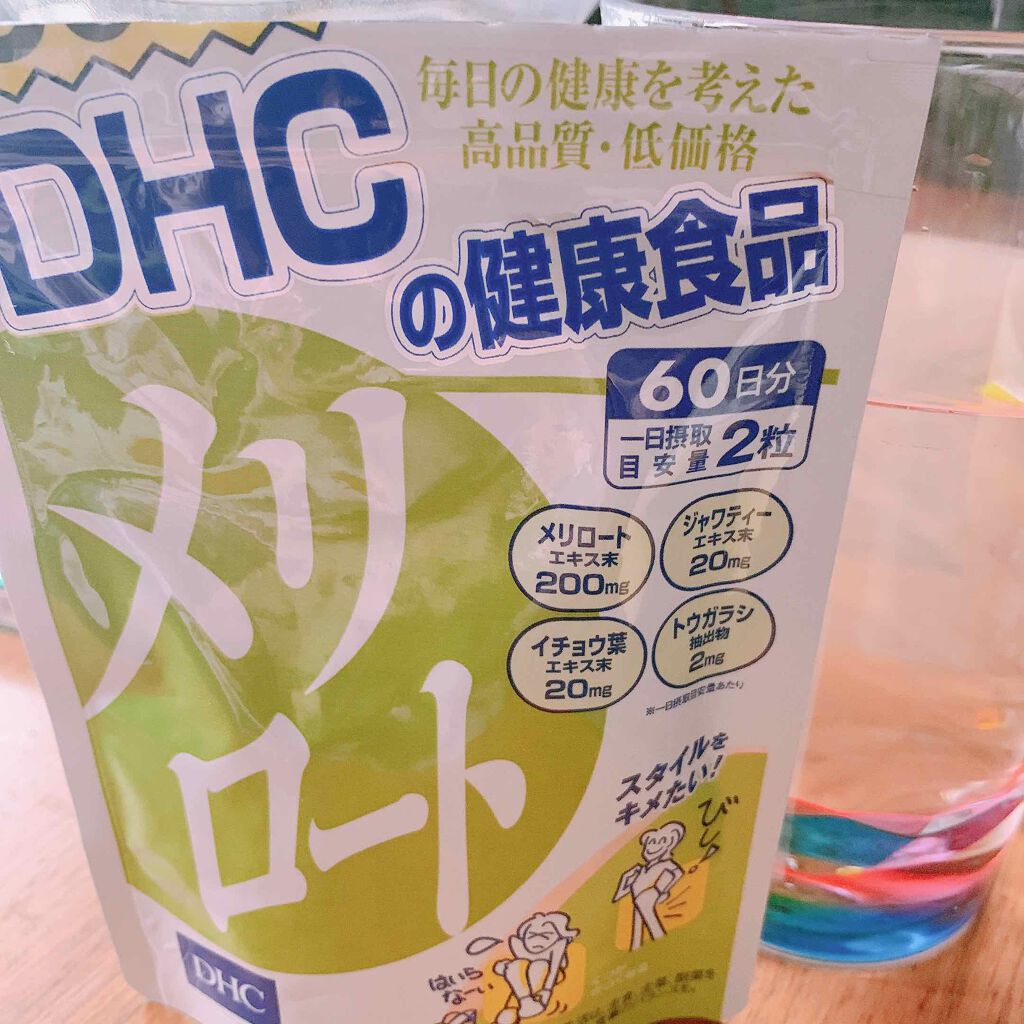 DHC
毎日の健康を考えた
高品質・低価格
の健康食品
60日分
一日摂取
目安量 2粒
メリロート
エキス末
200mg
ジャワティー
エキス末
20mg
イチョウ葉
エキス末
20mg
トウガラシ
抽出物
2mg
※一日摂取目安量あたり
メリ
ロート
スタイルを
キメたい!
びしっ
はいら
なーい
DHC